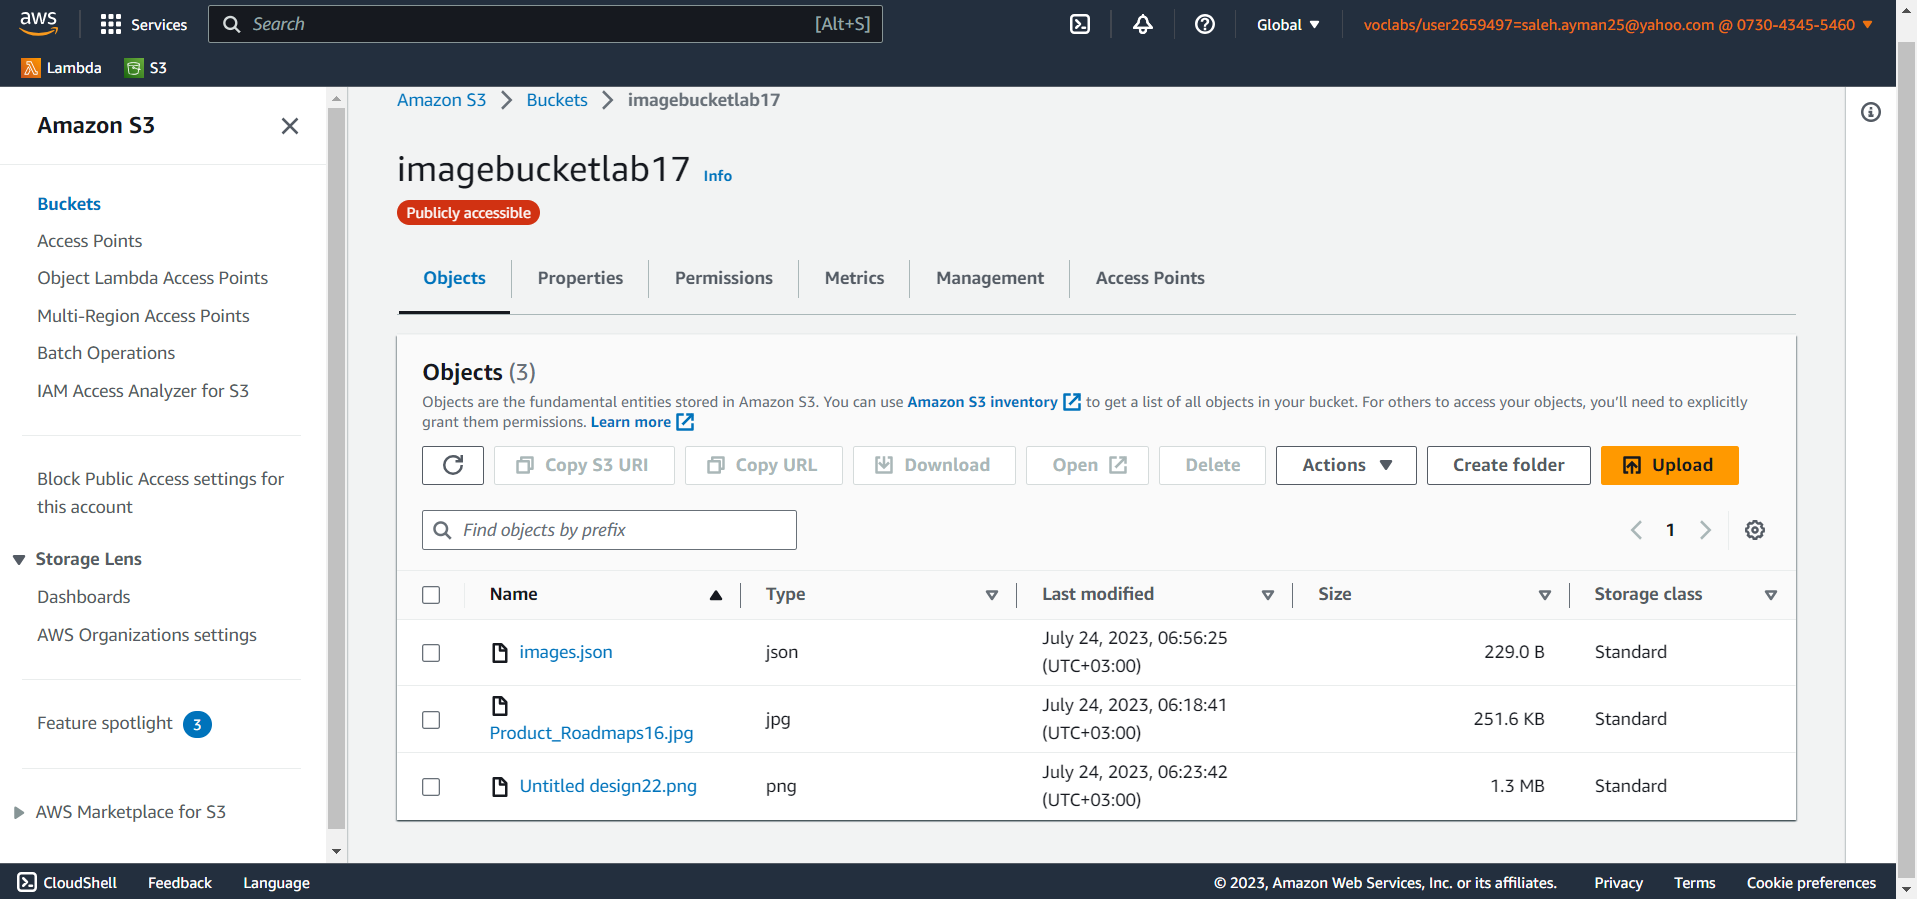 aws
Services
Search
[Alt+S]
Global
voclabs/user2659497=saleh.ayman25@yahoo.com @ 0730-4345-5460
Lambda
S3
Amazon S3
Buckets
Access Points
Object Lambda Access Points
Multi-Region Access Points
Batch Operations
IAM Access Analyzer for S3
Block Public Access settings for
this account
Storage Lens
Dashboards
AWS Organizations settings
Feature spotlight 3
AWS Marketplace for S3
Amazon S3 Buckets imagebucketlab17
imagebucketlab17 Info
Publicly accessible
Objects Properties Permissions Metrics Management Access Points
Objects (3)
Objects are the fundamental entities stored in Amazon S3. You can use Amazon S3 inventory to get a list of all objects in your bucket. For others to access your objects, you'll need to explicitly
grant them permissions. Learn more
Copy S3 URI Copy URL Download Open Delete Actions Create folder Upload
Find objects by prefix
1
Name Type Last modified Size Storage class
images.json json July 24, 2023, 06:56:25 229.0 B Standard
(UTC+03:00)
Product_Roadmaps16.jpg jpg July 24, 2023, 06:18:41 251.6 KB Standard
(UTC+03:00)
Untitled design22.png png July 24, 2023, 06:23:42 1.3 MB Standard
(UTC+03:00)
CloudShell Feedback Language
© 2023, Amazon Web Services, Inc. or its affiliates. Privacy Terms Cookie preferences